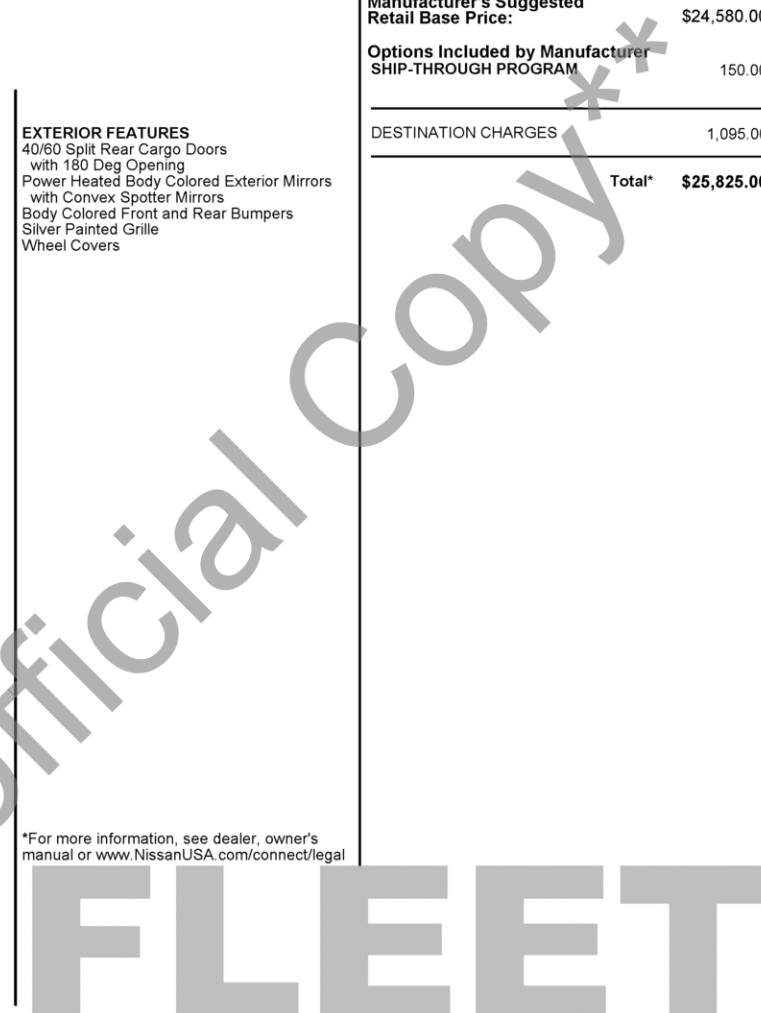 Manufacturer's Suggested
Retail Base Price: $24,580.00
Options Included by Manufacturer
SHIP-THROUGH PROGRAM 150.00
DESTINATION CHARGES 1,095.00
Total* $25,825.00
EXTERIOR FEATURES
40/60 Split Rear Cargo Doors
with 180 Deg Opening
Power Heated Body Colored Exterior Mirrors
with Convex Spotter Mirrors
Body Colored Front and Rear Bumpers
Silver Painted Grille
Wheel Covers
*For more information, see dealer, owner's
manual or www.NissanUSA.com/connect/legal
official Copy**
FLEET